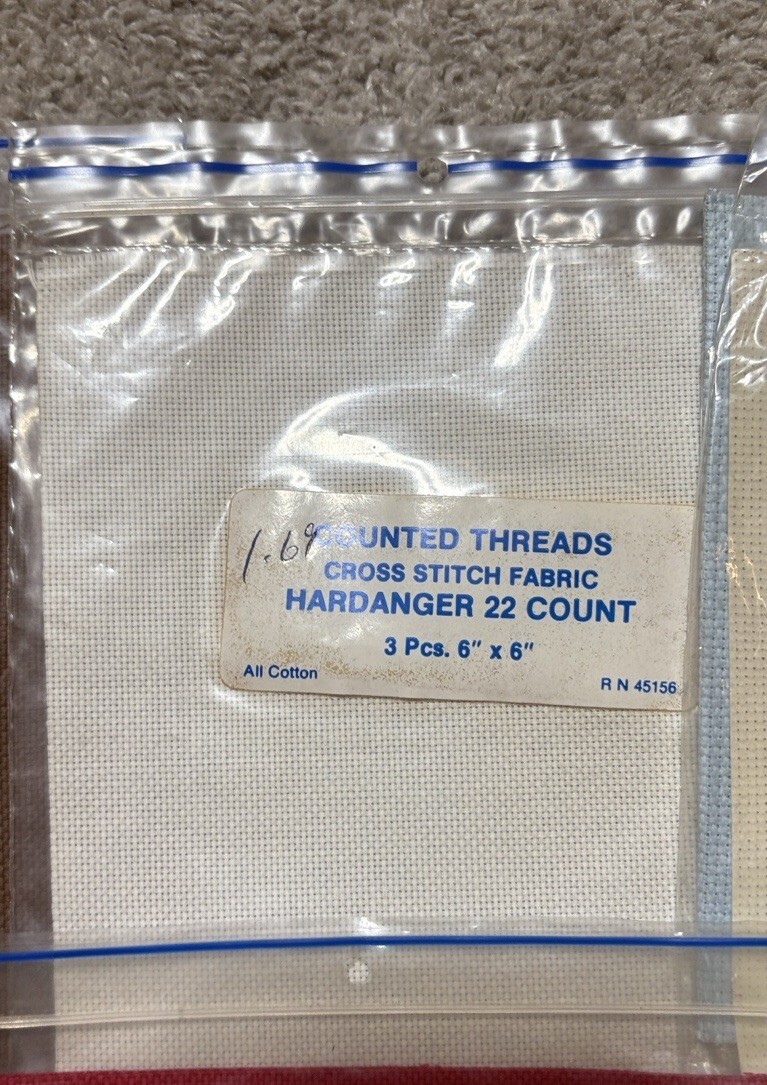 1.69 COUNTED THREADS
CROSS STITCH FABRIC
HARDANGER 22 COUNT
3 Pcs. 6" x 6"
All Cotton
R N 45156